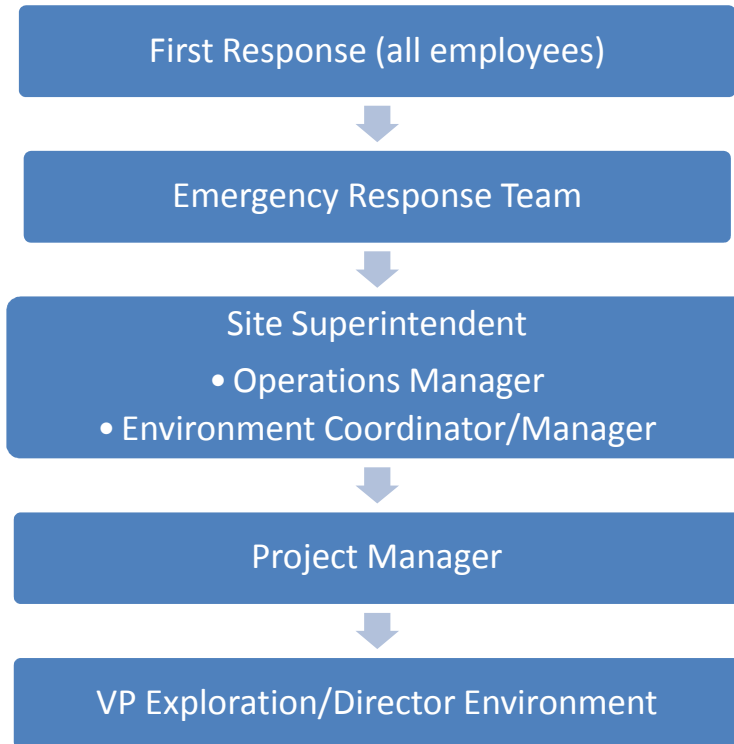 First Response (all employees)
Emergency Response Team
Site Superintendent
• Operations Manager
• Environment Coordinator/Manager
Project Manager
VP Exploration/Director Environment